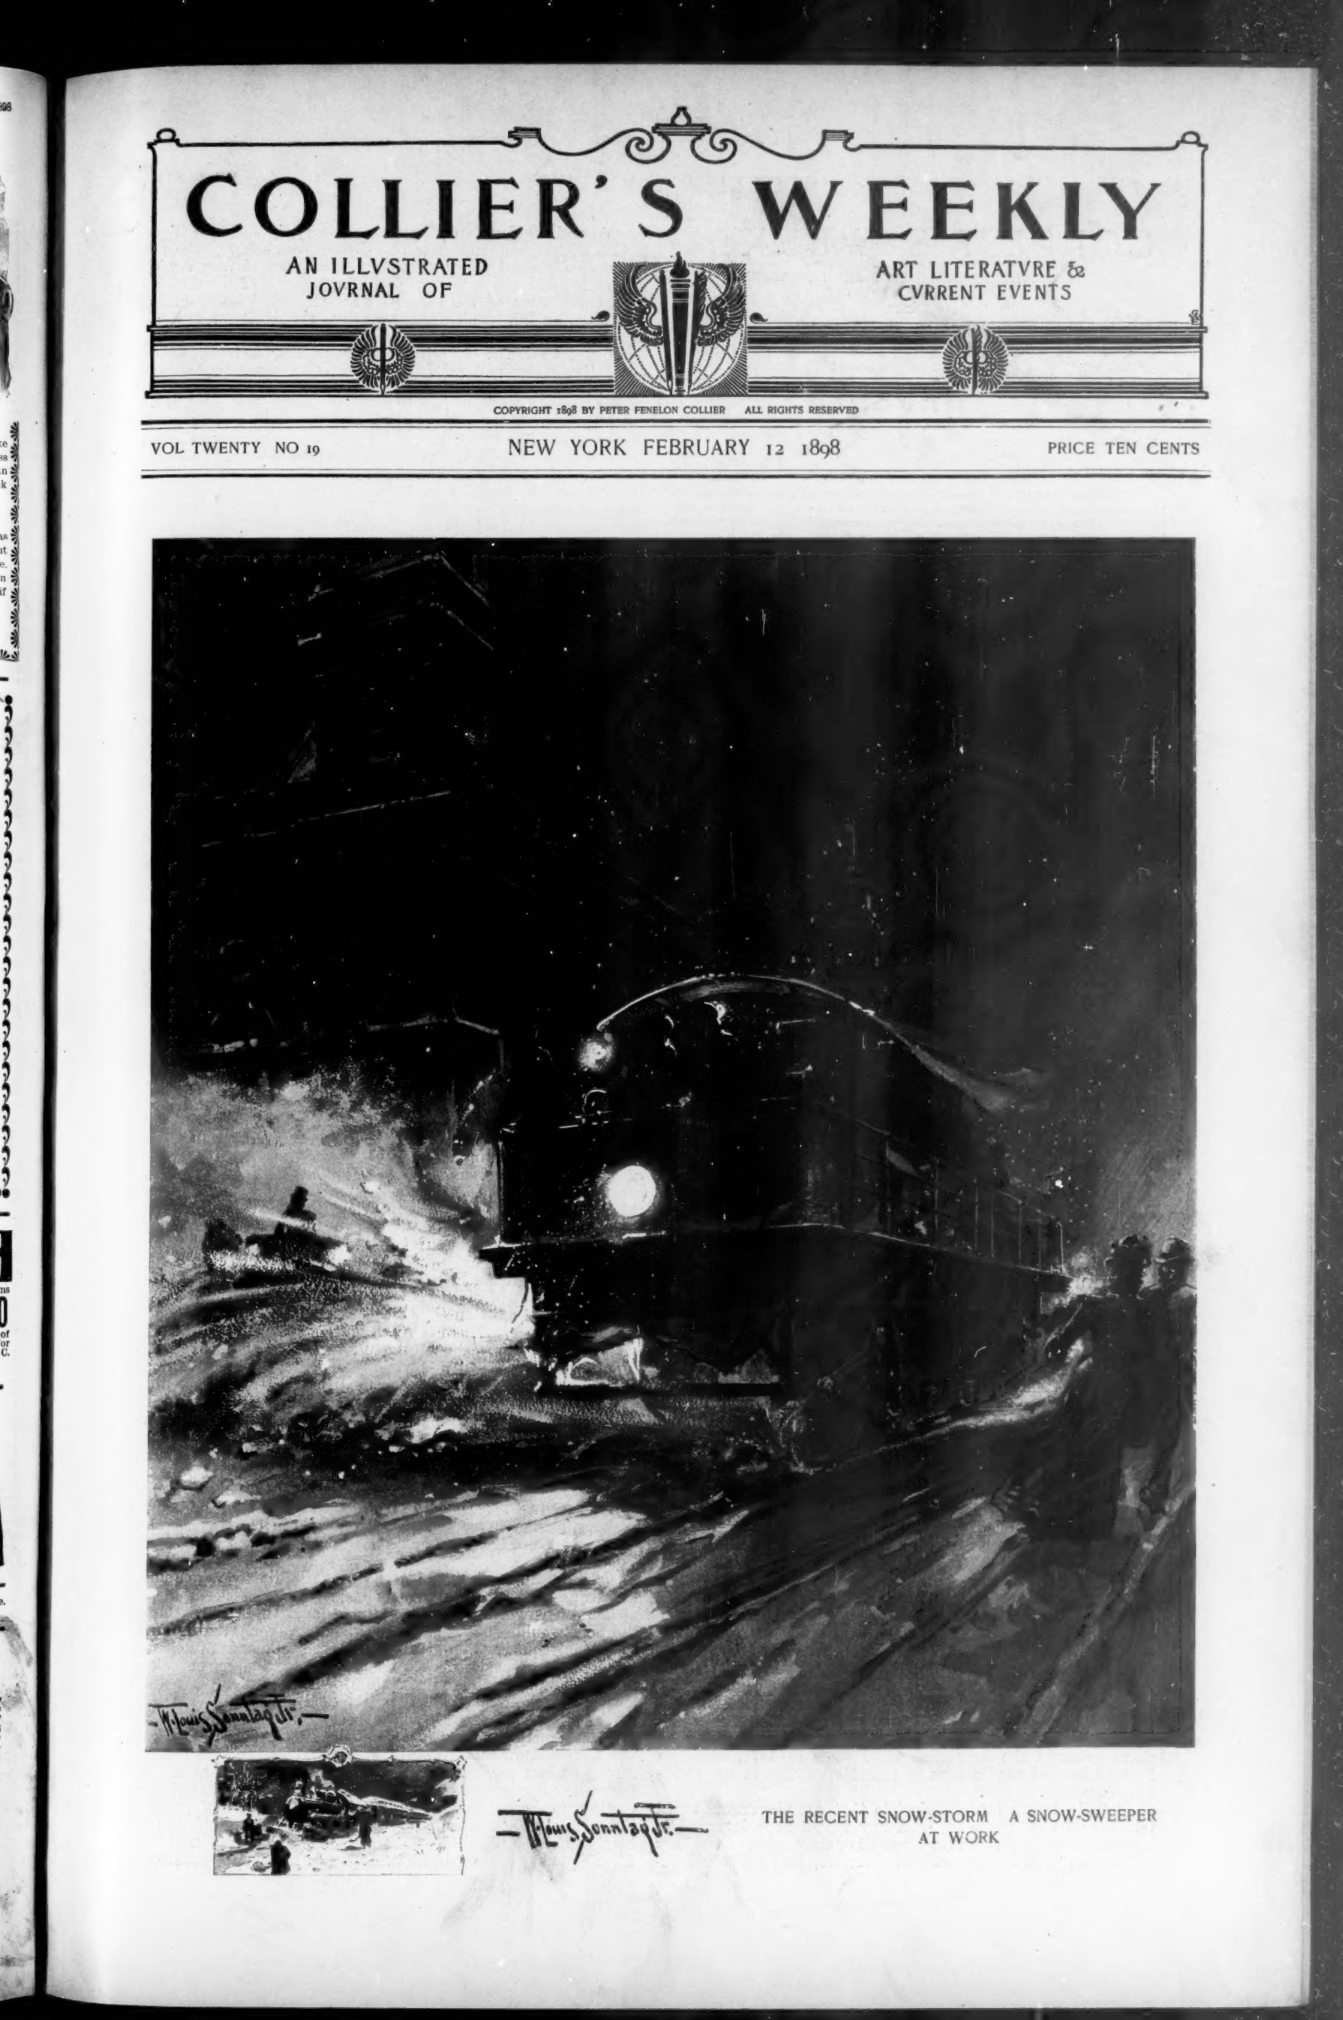 COLLIER'S WEEKLY
AN ILLVSTRATED
JOVRNAL OF
ART LITERATVRE &
CVRRENT EVENTS
COPYRIGHT 1898 BY PETER FENELON COLLIER ALL RIGHTS RESERVED
VOL TWENTY NO 19
NEW YORK FEBRUARY 12 1898
PRICE TEN CENTS
W. Louis Sonntag Jr.
W. Louis Sonntag Jr.
THE RECENT SNOW-STORM A SNOW-SWEEPER
AT WORK